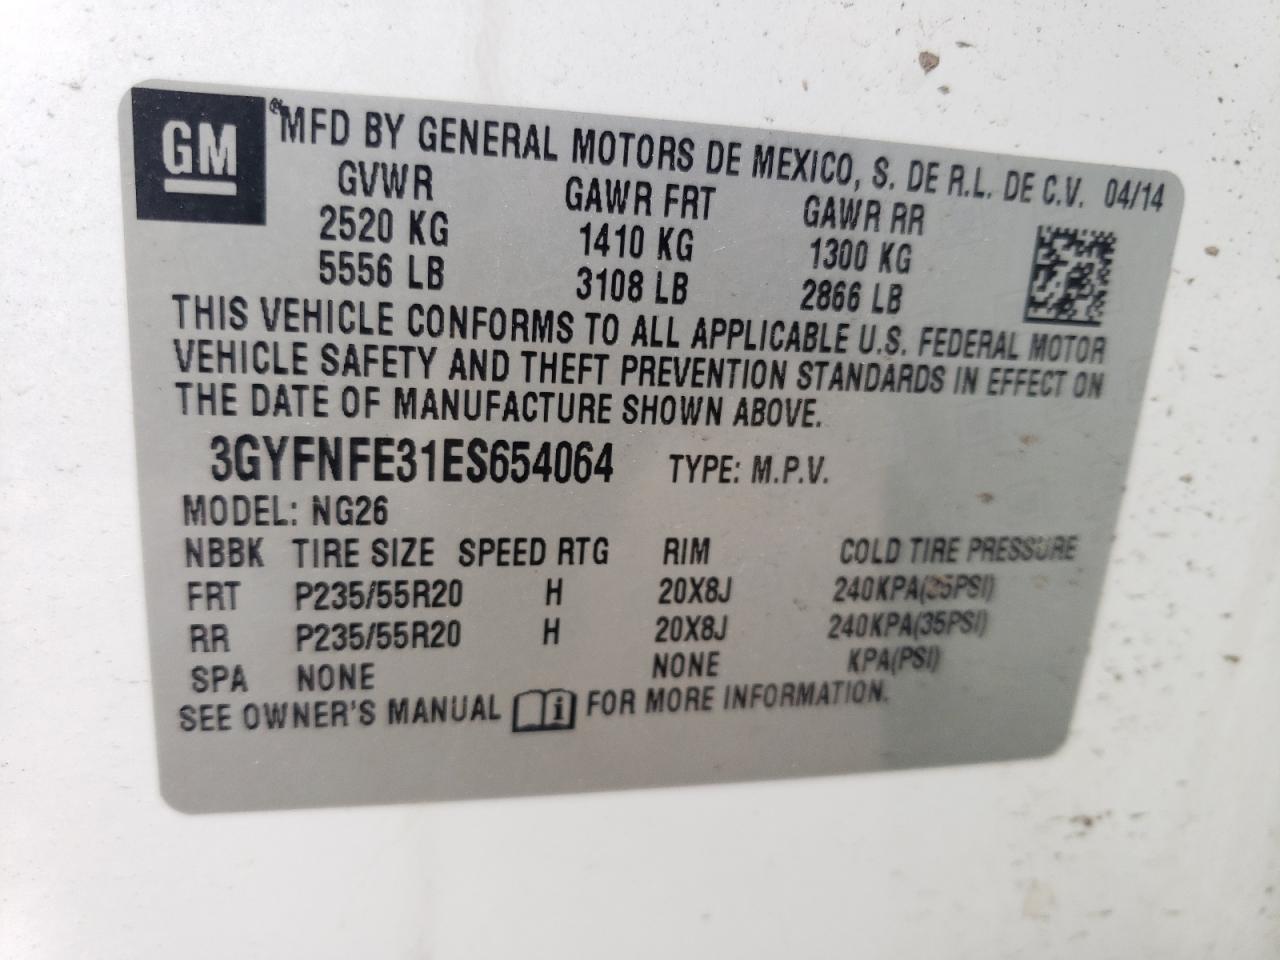 GM
MFD BY GENERAL MOTORS DE MEXICO, S. DE R.L. DE C.V. 04/14
GVWR GAWR FRT GAWR RR
2520 KG 1410 KG 1300 KG
5556 LB 3108 LB 2866 LB
THIS VEHICLE CONFORMS TO ALL APPLICABLE U.S. FEDERAL MOTOR
VEHICLE SAFETY AND THEFT PREVENTION STANDARDS IN EFFECT ON
THE DATE OF MANUFACTURE SHOWN ABOVE.
3GYFNFE31ES654064 TYPE: M.P.V.
MODEL: NG26
NBBK TIRE SIZE SPEED RTG RIM COLD TIRE PRESSURE
FRT P235/55R20 H 20X8J 240KPA(35PSI)
RR P235/55R20 H 20X8J 240KPA(35PSI)
SPA NONE NONE KPA(PSI)
SEE OWNER'S MANUAL i FOR MORE INFORMATION.